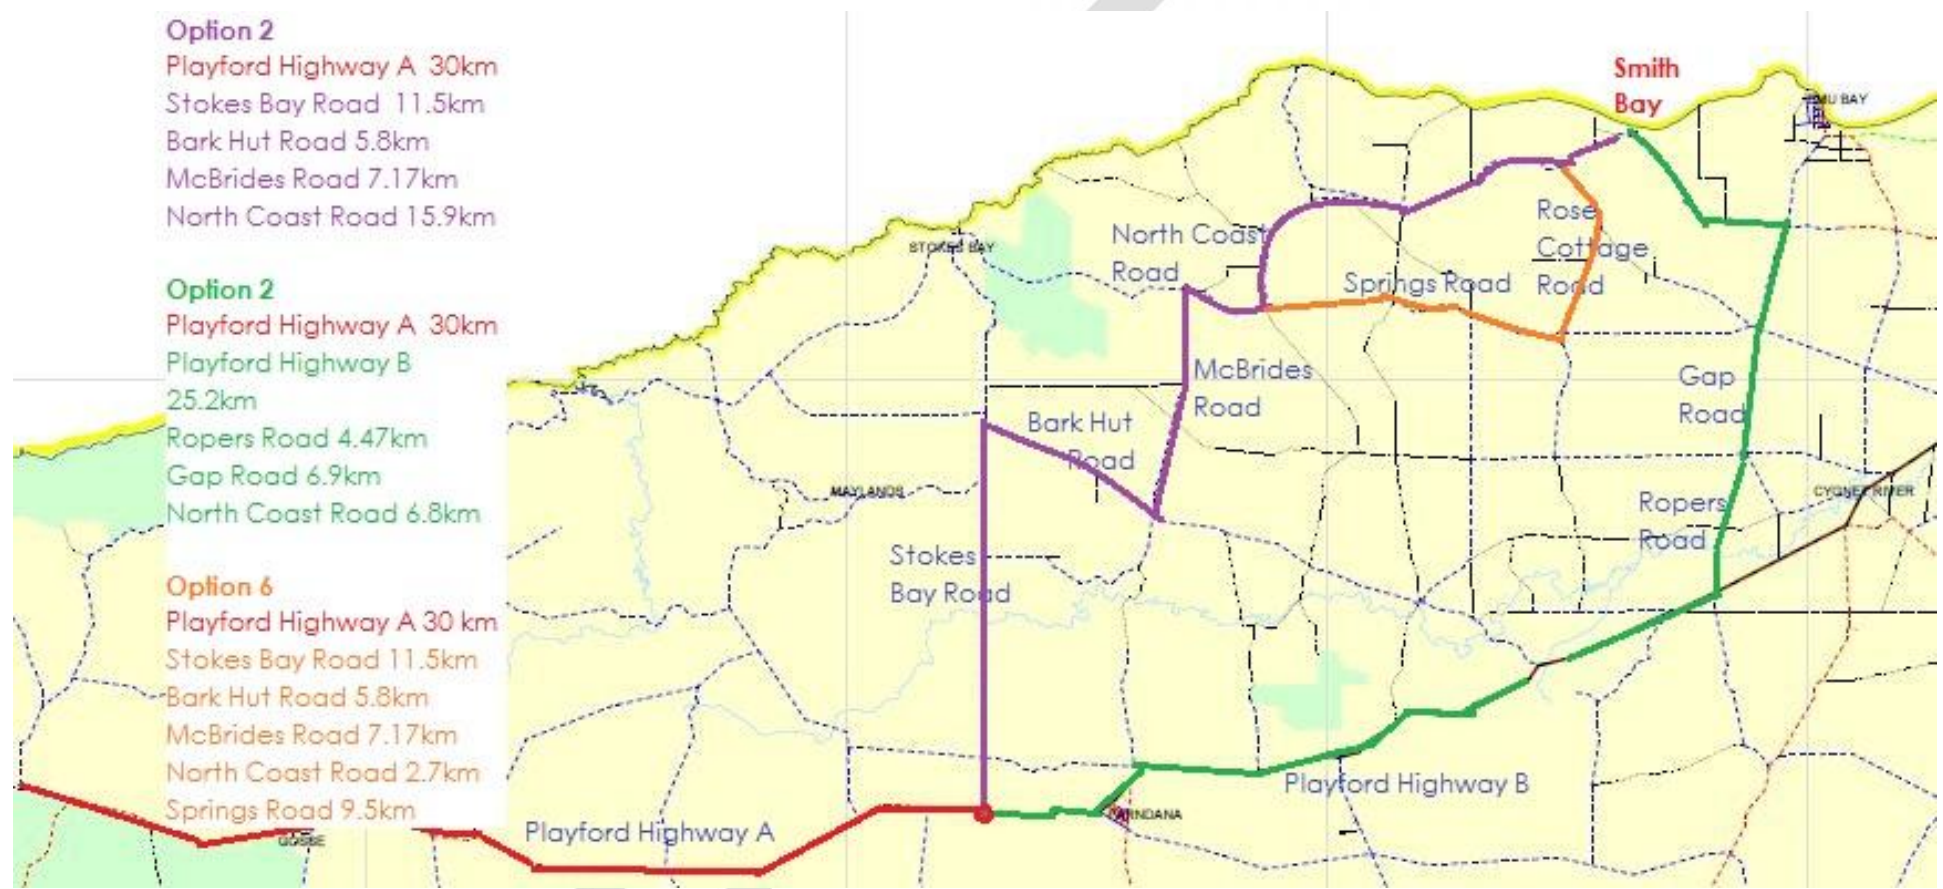 Option 2
Playford Highway A 30km
Stokes Bay Road 11.5km
Bark Hut Road 5.8km
McBrides Road 7.17km
North Coast Road 15.9km
Option 2
Playford Highway A 30km
Playford Highway B
25.2km
Ropers Road 4.47km
Gap Road 6.9km
North Coast Road 6.8km
Option 6
Playford Highway A 30 km
Stokes Bay Road 11.5km
Bark Hut Road 5.8km
McBrides Road 7.17km
North Coast Road 2.7km
Springs Road 9.5km
Smith
Bay
BAY
STOKES BAY
North Coast
Road
Rose
Cottage
Road
Springs Road
McBrides
Road
Gap
Road
Bark Hut
Road
MAYLANDS
CYGNET RIVER
Ropers
Road
Stokes
Bay Road
Playford Highway B
PARNDANA
Playford Highway A
GOSSE